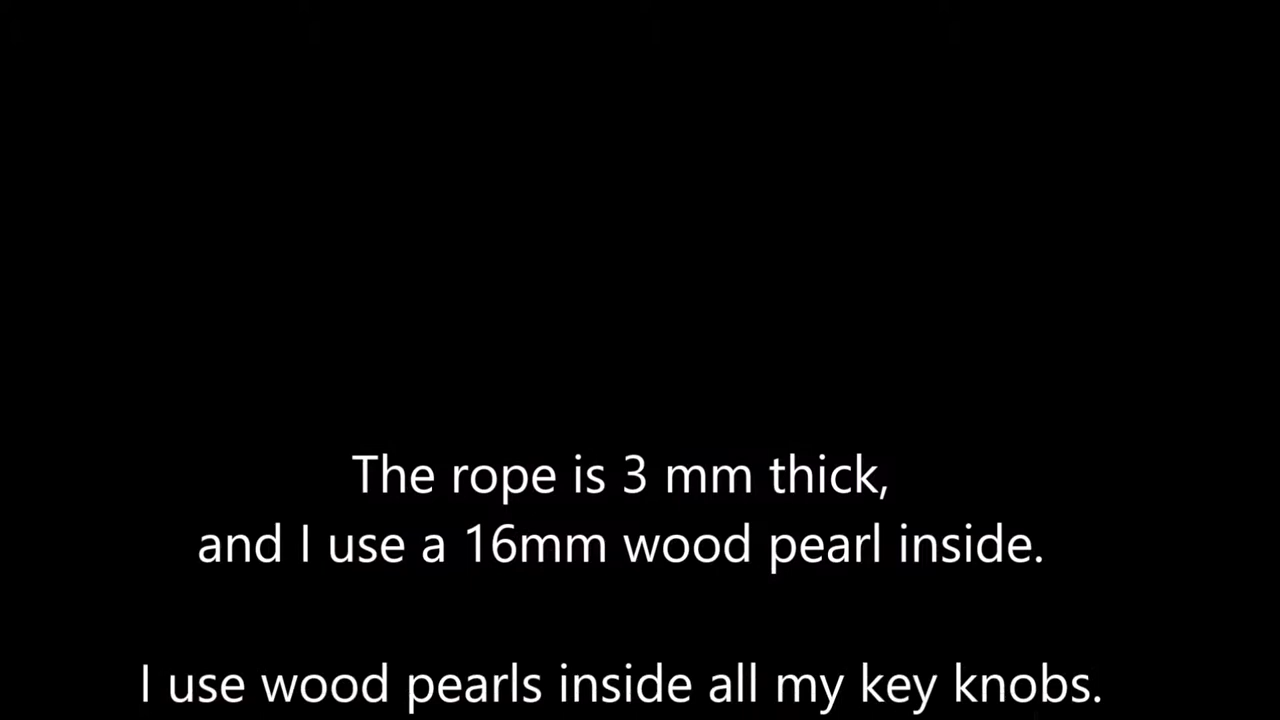 The rope is 3 mm thick,
and I use a 16mm wood pearl inside.
I use wood pearls inside all my key knobs.